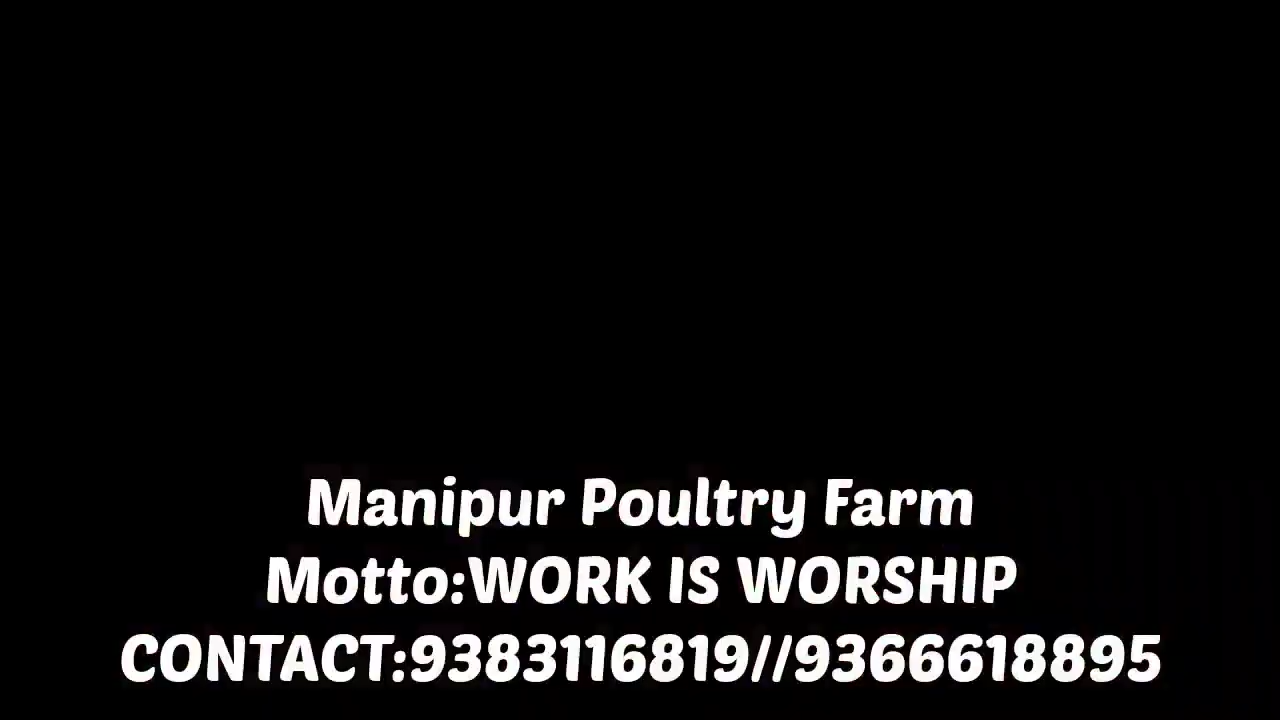 Manipur Poultry Farm
Motto:WORK IS WORSHIP
CONTACT:9383116819//9366618895